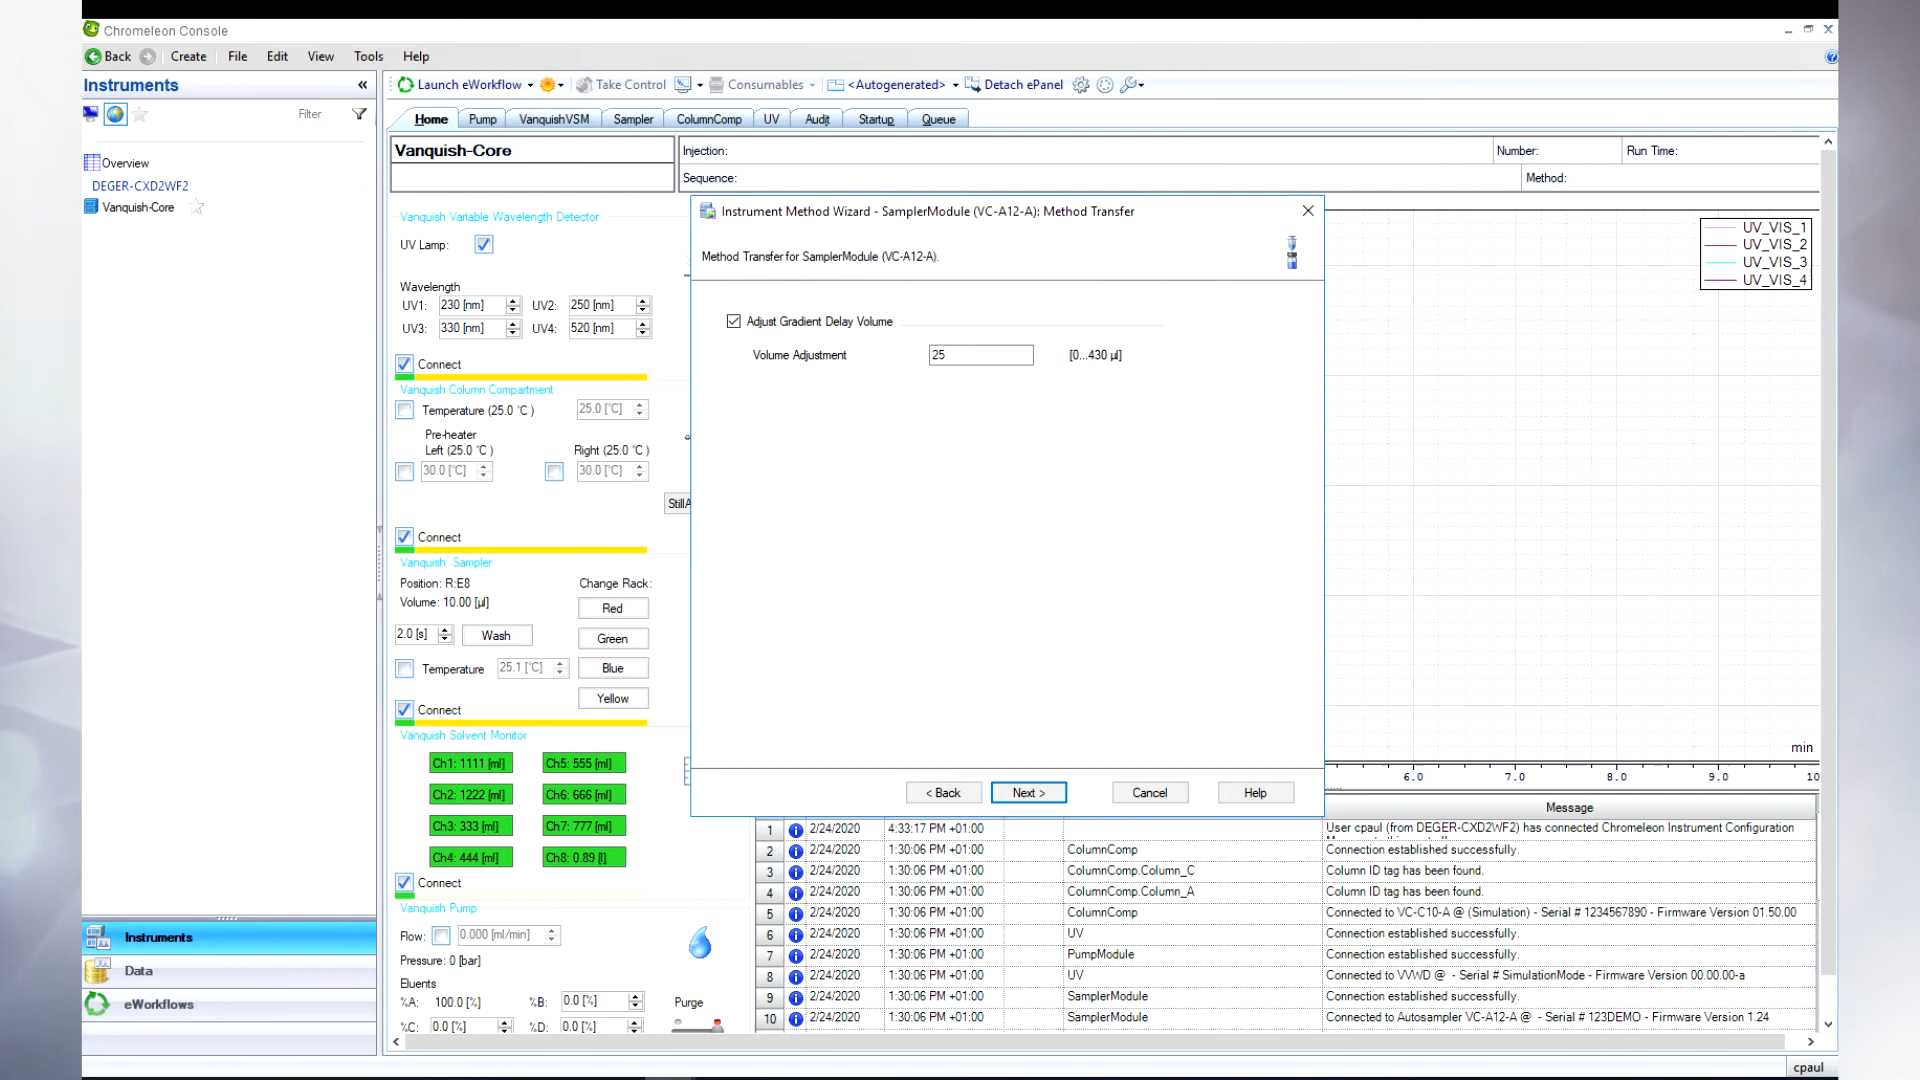 Chromeleon Console
Back Create File Edit View Tools Help
Instruments «
Launch eWorkflow Take Control Consumables <Autogenerated> Detach ePanel
Filter
Home Pump VanquishVSM Sampler ColumnComp UV Audit Startup Queue
Overview
DEGER-CXD2WF2
Vanquish-Core
Vanquish-Core
Injection: Number: Run Time:
Sequence: Method:
Vanquish Variable Wavelength Detector
UV Lamp:
Wavelength
UV1: 230 [nm] UV2: 250 [nm]
UV3: 330 [nm] UV4: 520 [nm]
Connect
Vanquish Column Compartment
Temperature (25.0 °C ) 25.0 [°C]
Pre-heater
Left (25.0 °C ) Right (25.0 °C )
30.0 [°C] 30.0 [°C]
StillA
Connect
Vanquish Sampler
Position: R:E8 Change Rack:
Volume: 10.00 [µl]
Red
2.0 [s] Wash
Green
Temperature 25.1 [°C] Blue
Yellow
Connect
Vanquish Solvent Monitor
Ch1: 1111 [ml] Ch5: 555 [ml]
Ch2: 1222 [ml] Ch6: 666 [ml]
Ch3: 333 [ml] Ch7: 777 [ml]
Ch4: 444 [ml] Ch8: 0.89 [l]
Connect
Vanquish Pump
Flow: 0.000 [ml/min]
Pressure: 0 [bar]
Eluents
%A: 100.0 [%] %B: 0.0 [%] Purge
%C: 0.0 [%] %D: 0.0 [%]
Instrument Method Wizard - SamplerModule (VC-A12-A): Method Transfer
Method Transfer for SamplerModule (VC-A12-A).
Adjust Gradient Delay Volume
Volume Adjustment 25 [0...430 µl]
< Back Next > Cancel Help
UV_VIS_1
UV_VIS_2
UV_VIS_3
UV_VIS_4
min
6.0 7.0 8.0 9.0 10
Message
1 2/24/2020 4:33:17 PM +01:00 User cpaul (from DEGER-CXD2WF2) has connected Chromeleon Instrument Configuration
2 2/24/2020 1:30:06 PM +01:00 ColumnComp Connection established successfully.
3 2/24/2020 1:30:06 PM +01:00 ColumnComp.Column_C Column ID tag has been found.
4 2/24/2020 1:30:06 PM +01:00 ColumnComp.Column_A Column ID tag has been found.
5 2/24/2020 1:30:06 PM +01:00 ColumnComp Connected to VC-C10-A @ (Simulation) - Serial # 1234567890 - Firmware Version 01.50.00
6 2/24/2020 1:30:06 PM +01:00 UV Connection established successfully.
7 2/24/2020 1:30:06 PM +01:00 PumpModule Connection established successfully.
8 2/24/2020 1:30:06 PM +01:00 UV Connected to VVWD @ - Serial # SimulationMode - Firmware Version 00.00.00-a
9 2/24/2020 1:30:06 PM +01:00 SamplerModule Connection established successfully.
10 2/24/2020 1:30:06 PM +01:00 SamplerModule Connected to Autosampler VC-A12-A @ - Serial # 123DEMO - Firmware Version 1.24
Instruments
Data
eWorkflows
cpaul